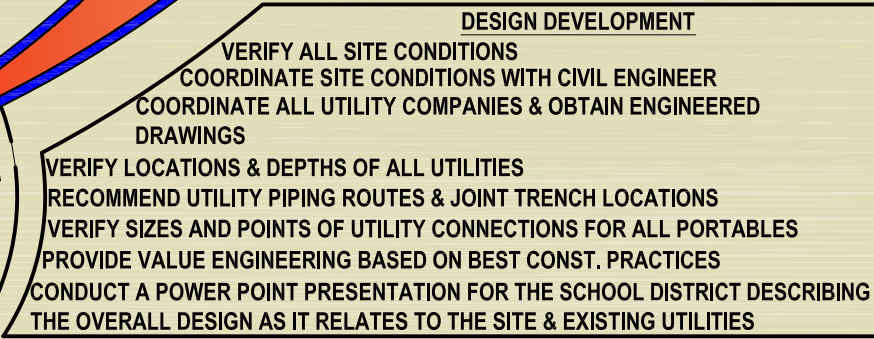 DESIGN DEVELOPMENT
VERIFY ALL SITE CONDITIONS
COORDINATE SITE CONDITIONS WITH CIVIL ENGINEER
COORDINATE ALL UTILITY COMPANIES & OBTAIN ENGINEERED
DRAWINGS
VERIFY LOCATIONS & DEPTHS OF ALL UTILITIES
RECOMMEND UTILITY PIPING ROUTES & JOINT TRENCH LOCATIONS
VERIFY SIZES AND POINTS OF UTILITY CONNECTIONS FOR ALL PORTABLES
PROVIDE VALUE ENGINEERING BASED ON BEST CONST. PRACTICES
CONDUCT A POWER POINT PRESENTATION FOR THE SCHOOL DISTRICT DESCRIBING
THE OVERALL DESIGN AS IT RELATES TO THE SITE & EXISTING UTILITIES